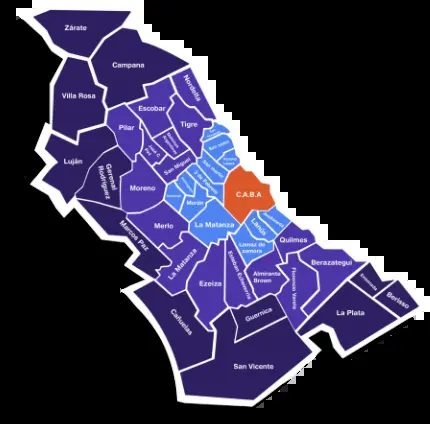 Zárate
Campana
Nordelta
Villa Rosa
Escobar
Tigre
Pilar
San Miguel
Luján
General
Rodríguez
Moreno
Morón
C.A.B.A
Merlo
La Matanza
Lanús
Marcos Paz
Quilmes
Lomas de
zamora
La Matanza
Esteban Echeverría
Almirante
Brown
Berazategui
Florencio Varela
Ezeiza
Ensenada
Berisso
Guernica
La Plata
Cañuelas
San Vicente